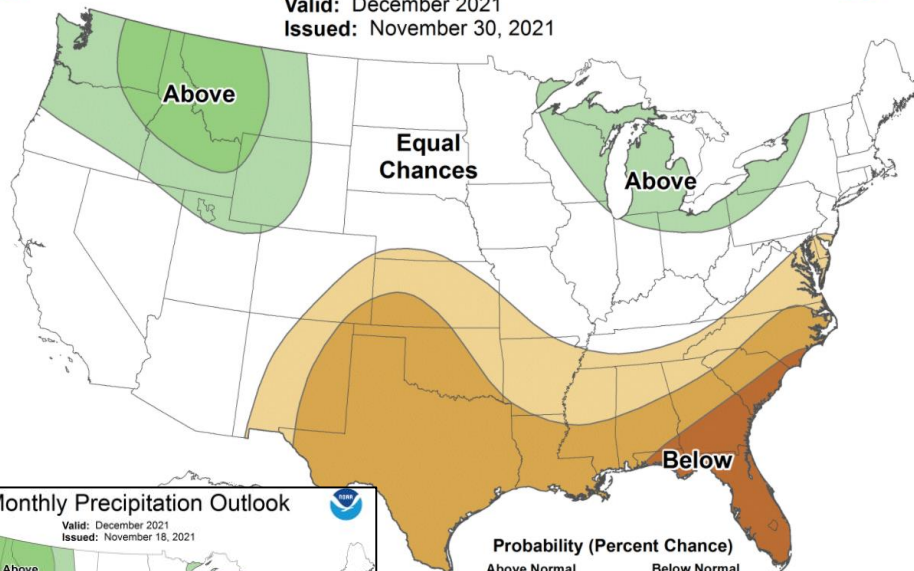 Valid: December 2021
Issued: November 30, 2021
Above
Equal
Chances
Above
Below
Monthly Precipitation Outlook
NOAA
Valid: December 2021
Issued: November 18, 2021
Above
Probability (Percent Chance)
Above Normal Below Normal